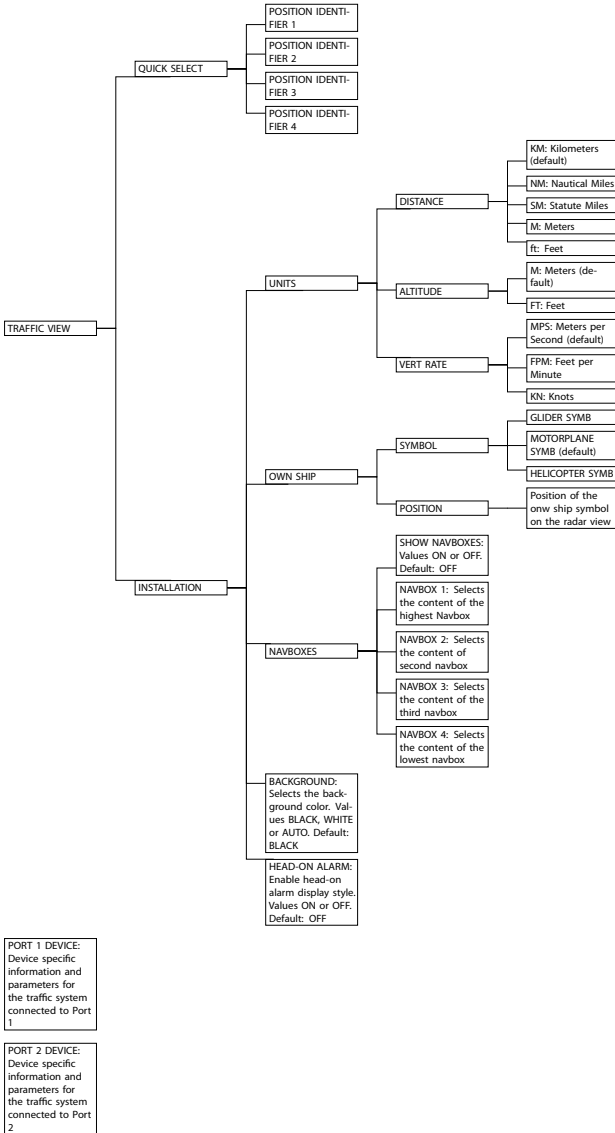 POSITION IDENTI-
FIER 1
POSITION IDENTI-
FIER 2
QUICK SELECT
POSITION IDENTI-
FIER 3
POSITION IDENTI-
FIER 4
KM: Kilometers
(default)
NM: Nautical Miles
DISTANCE
SM: Statute Miles
M: Meters
ft: Feet
UNITS
M: Meters (de-
fault)
ALTITUDE
FT: Feet
TRAFFIC VIEW
MPS: Meters per
Second (default)
VERT RATE
FPM: Feet per
Minute
KN: Knots
GLIDER SYMB
SYMBOL
MOTORPLANE
SYMB (default)
HELICOPTER SYMB
OWN SHIP
POSITION
Position of the
onw ship symbol
on the radar view
SHOW NAVBOXES:
Values ON or OFF.
Default: OFF
INSTALLATION
NAVBOX 1: Selects
the content of the
highest Navbox
NAVBOXES
NAVBOX 2: Selects
the content of
second navbox
NAVBOX 3: Selects
the content of the
third navbox
NAVBOX 4: Selects
the content of the
lowest navbox
BACKGROUND:
Selects the back-
ground color. Val-
ues BLACK, WHITE
or AUTO. Default:
BLACK
HEAD-ON ALARM:
Enable head-on
alarm display style.
Values ON or OFF.
Default: OFF
PORT 1 DEVICE:
Device specific
information and
parameters for
the traffic system
connected to Port
1
PORT 2 DEVICE:
Device specific
information and
parameters for
the traffic system
connected to Port
2